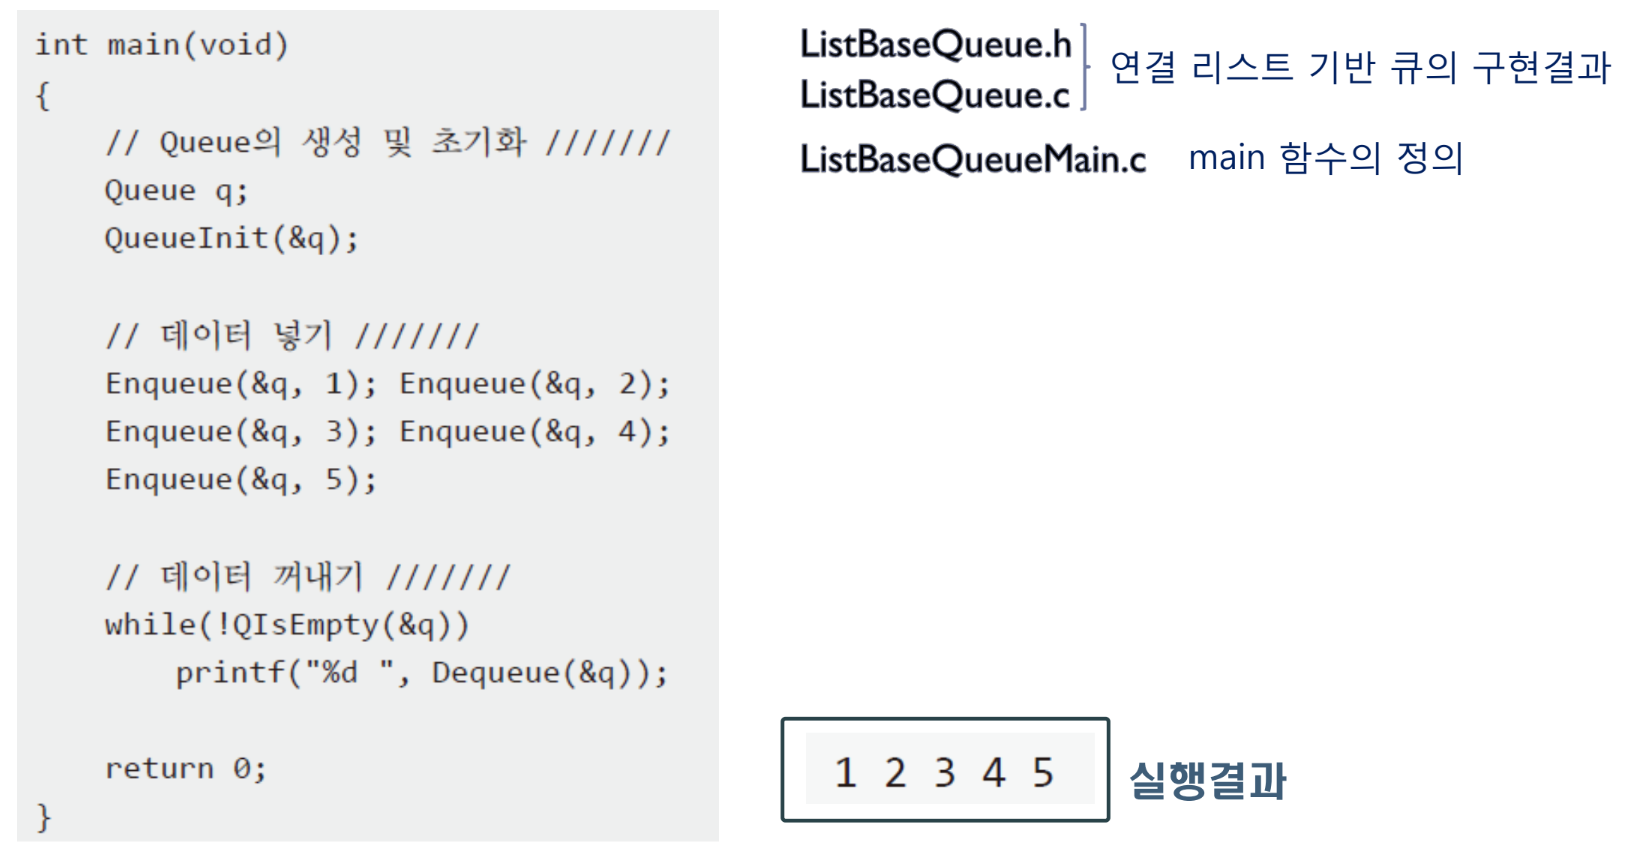 int main(void)
{
// Queue의 생성 및 초기화 ///////
Queue q;
QueueInit(&q);
// 데이터 넣기 ///////
Enqueue(&q, 1); Enqueue(&q, 2);
Enqueue(&q, 3); Enqueue(&q, 4);
Enqueue(&q, 5);
// 데이터 꺼내기 ///////
while(!QIsEmpty(&q))
printf("%d ", Dequeue(&q));
return 0;
}
ListBaseQueue.h
ListBaseQueue.c
연결 리스트 기반 큐의 구현결과
ListBaseQueueMain.c main 함수의 정의
1 2 3 4 5
실행결과